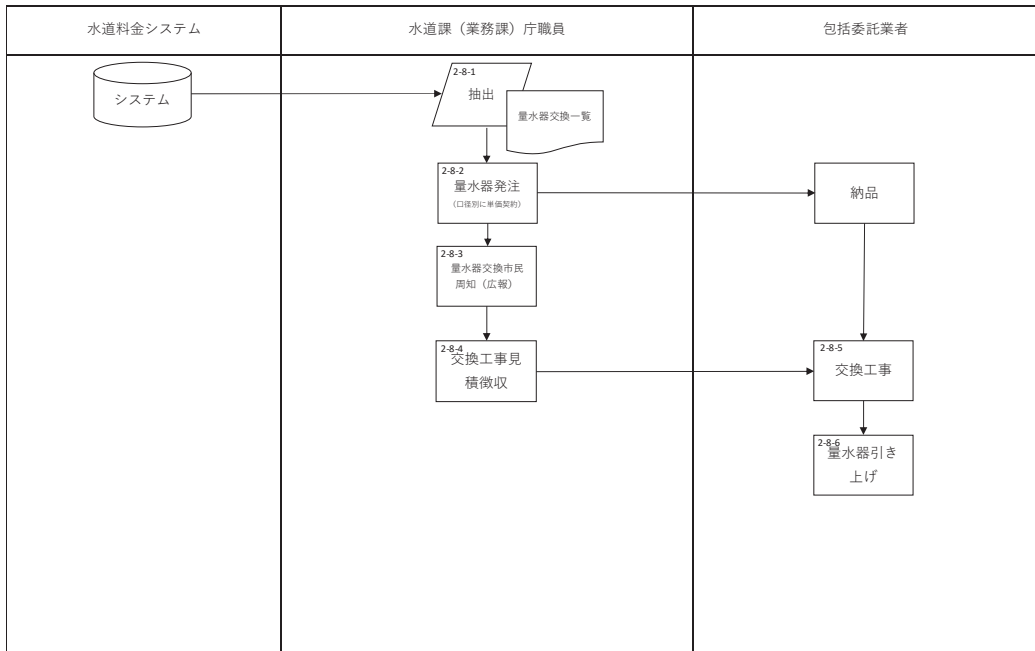 水道料金システム
水道課（業務課）庁職員
包括委託業者
システム
2-8-1
抽出
量水器交換一覧
2-8-2
量水器発注
（口径別に単価契約）
納品
2-8-3
量水器交換市民
周知（広報）
2-8-4
交換工事見
積徴収
2-8-5
交換工事
2-8-6
量水器引き
上げ